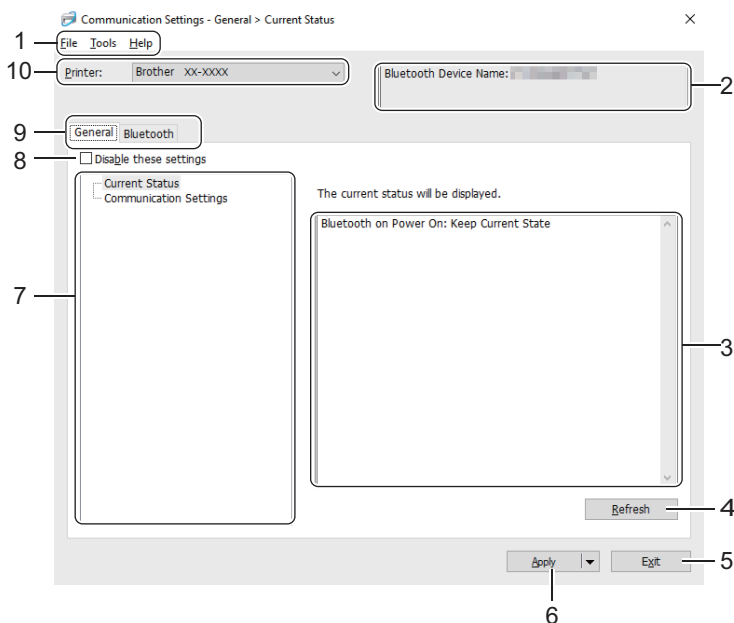 Communication Settings - General > Current Status
1
File Tools Help
10
Printer: Brother XX-XXXX
Bluetooth Device Name:
2
9
General Bluetooth
8
Disable these settings
Current Status
Communication Settings
The current status will be displayed.
Bluetooth on Power On: Keep Current State
7
3
Refresh
4
Apply
Exit
5
6